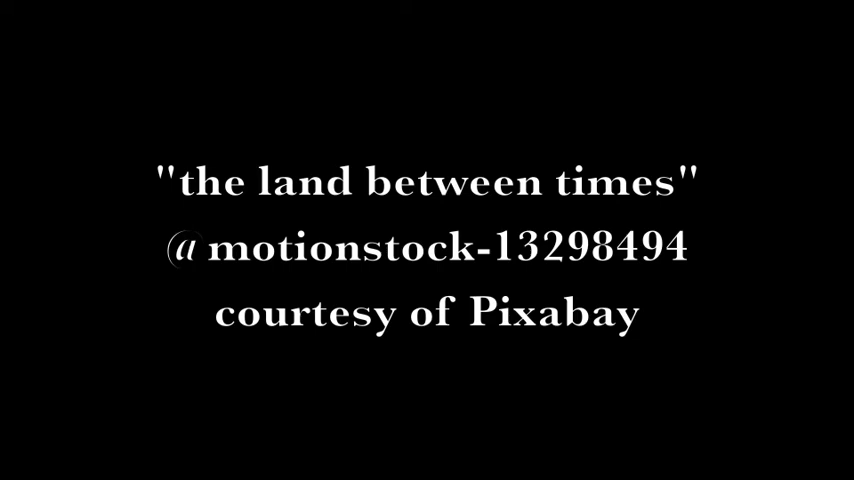 "the land between times"
@motionstock-13298494
courtesy of Pixabay